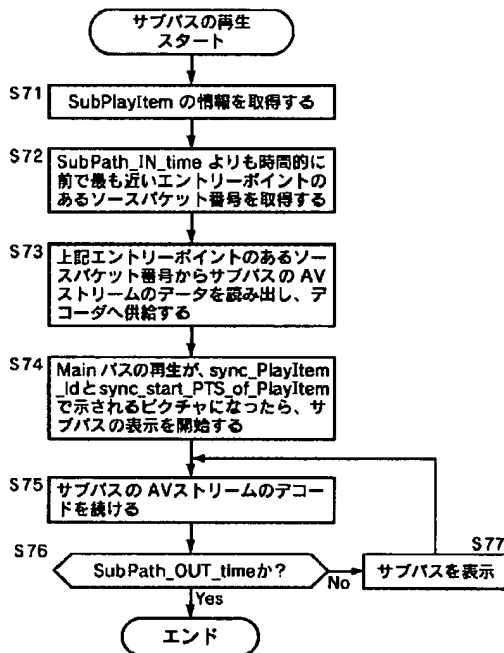 サブパスの再生
スタート
S71
SubPlayItem の情報を取得する
S72
SubPath_IN_time よりも時間的に
前で最も近いエントリーポイントの
あるソースパケット番号を取得する
S73
上記エントリーポイントのあるソー
スパケット番号からサブパスの AV
ストリームのデータを読み出し、デ
コーダへ供給する
S74
Main パスの再生が、sync_PlayItem
_idとsync_start_PTS_of_PlayItem
で示されるピクチャになったら、サ
ブパスの表示を開始する
S75
サブパスの AVストリームのデコー
ドを続ける
S76
SubPath_OUT_timeか?
No
S77
サブパスを表示
Yes
エンド